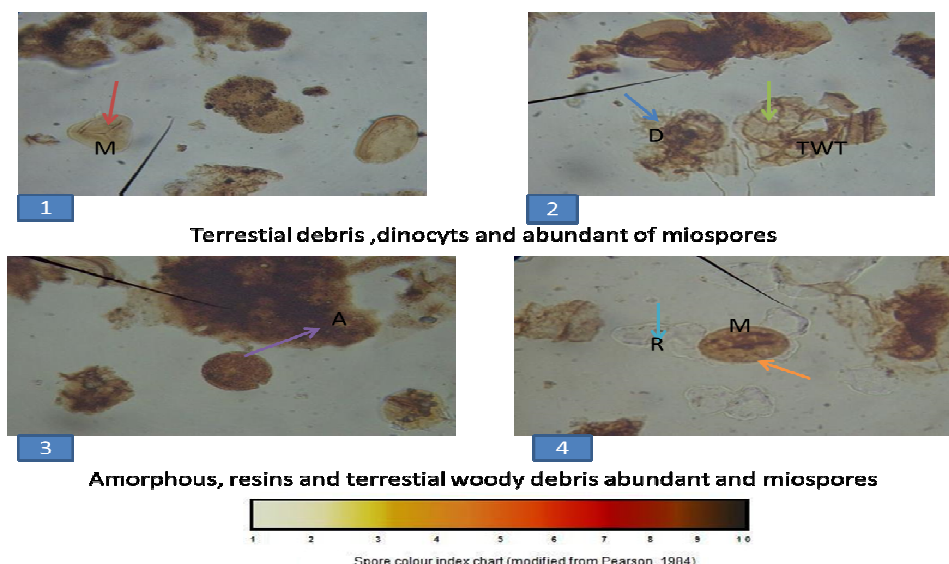 M
1
D
TWT
2
Terrestial debris ,dinocyts and abundant of miospores
A
3
R
M
4
Amorphous, resins and terrestial woody debris abundant and miospores
1 2 3 4 5 6 7 8 9 10
Spore colour index chart (modified from Pearson, 1984)